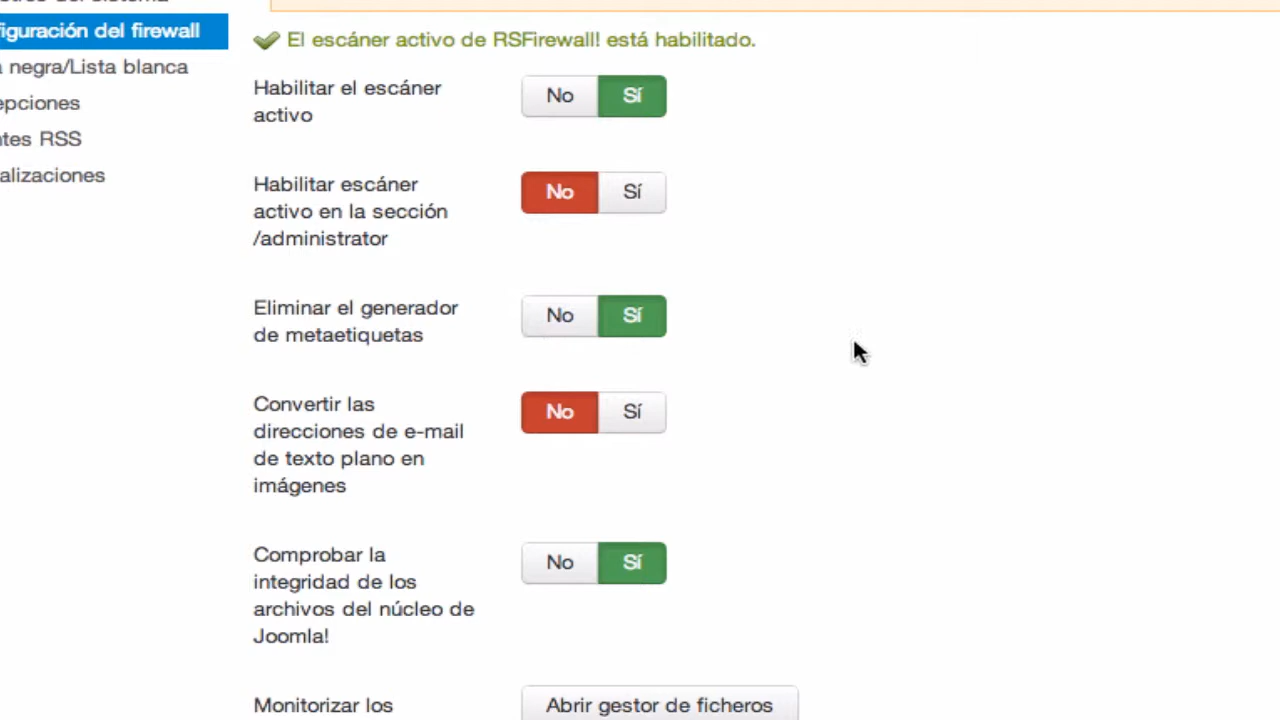 figuración del firewall
El escáner activo de RSFirewall! está habilitado.
negra/Lista blanca
Habilitar el escáner
activo
No Sí
epciones
ntes RSS
alizaciones
Habilitar escáner
activo en la sección
/administrator
No Sí
Eliminar el generador
de metaetiquetas
No Sí
Convertir las
direcciones de e-mail
de texto plano en
imágenes
No Sí
Comprobar la
integridad de los
archivos del núcleo de
Joomla!
No Sí
Monitorizar los
Abrir gestor de ficheros